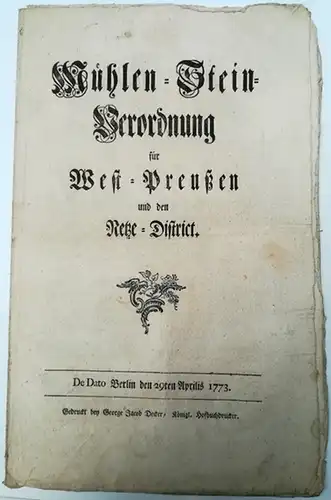 Mühlen-Stein-
Verordnung
für
West-Preußen
und den
Netze-District.
De Dato Berlin den 29ten Aprilis 1773.
Gedruckt bey George Jacob Decker, Königl. Hofbuchdrucker.